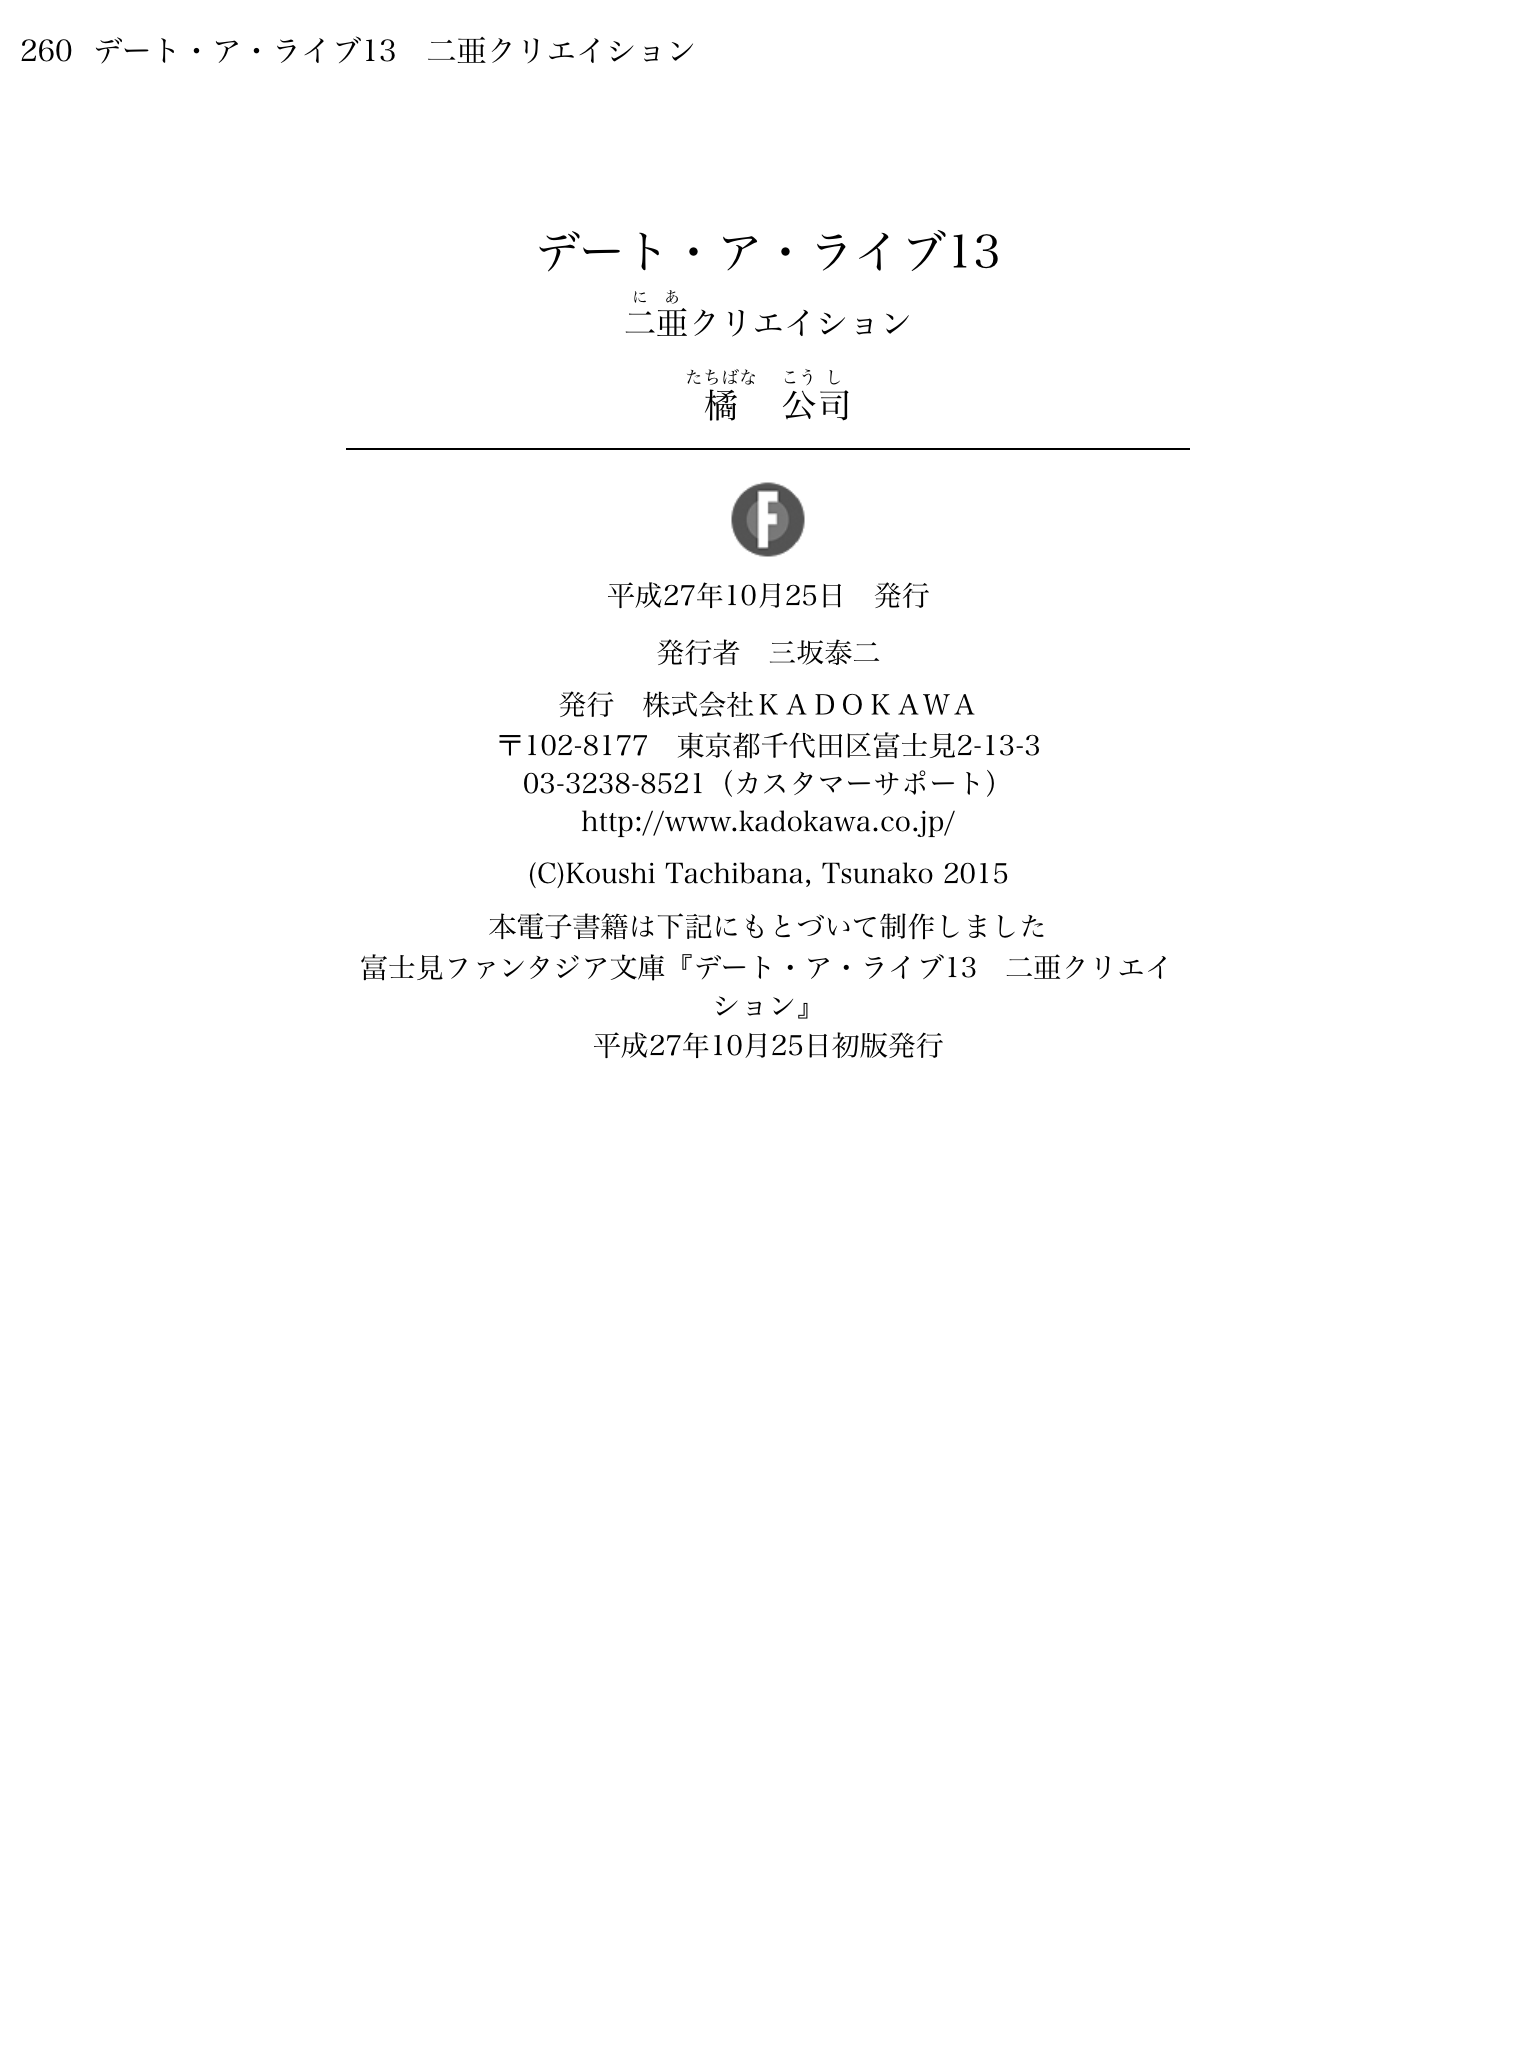 260 デート・ア・ライブ13　二亜クリエイション
デート・ア・ライブ13
に あ
二亜クリエイション
たちばな こう し
橘　公司
F
平成27年10月25日　発行
発行者　三坂泰二
発行　株式会社ＫＡＤＯＫＡＷＡ
〒102-8177　東京都千代田区富士見2-13-3
03-3238-8521（カスタマーサポート）
http://www.kadokawa.co.jp/
(C)Koushi Tachibana, Tsunako 2015
本電子書籍は下記にもとづいて制作しました
富士見ファンタジア文庫『デート・ア・ライブ13　二亜クリエイ
ション』
平成27年10月25日初版発行